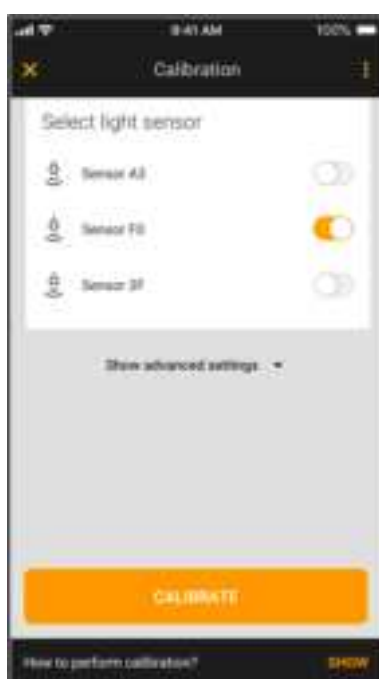 9:41 AM 100%
Calibration
Select light sensor
Sensor A3
Sensor F0
Sensor 3F
Show advanced settings
CALIBRATE
How to perform calibration? SHOW